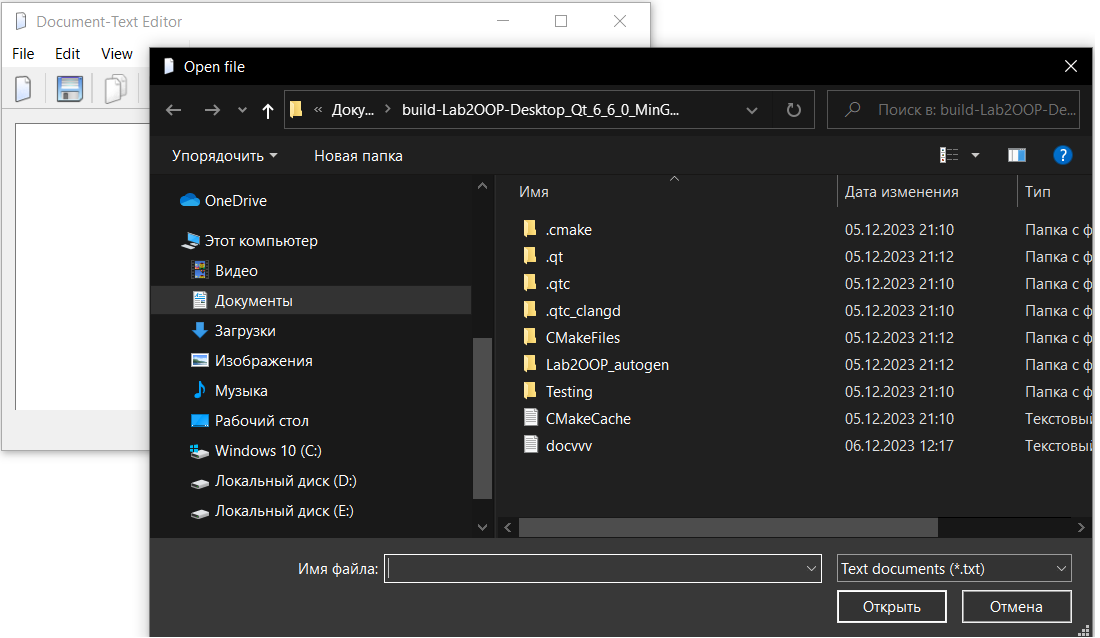 Document-Text Editor
File Edit View
Open file
« Доку... > build-Lab2OOP-Desktop_Qt_6_6_0_MinG...
Поиск в: build-Lab2OOP-De...
Упорядочить Новая папка
?
OneDrive
Этот компьютер
Видео
Документы
Загрузки
Изображения
Музыка
Рабочий стол
Windows 10 (C:)
Локальный диск (D:)
Локальный диск (E:)
Имя Дата изменения Тип
.cmake 05.12.2023 21:10 Папка с ф
.qt 05.12.2023 21:12 Папка с ф
.qtc 05.12.2023 21:10 Папка с ф
.qtc_clangd 05.12.2023 21:10 Папка с ф
CMakeFiles 05.12.2023 21:12 Папка с ф
Lab2OOP_autogen 05.12.2023 21:12 Папка с ф
Testing 05.12.2023 21:10 Папка с ф
CMakeCache 05.12.2023 21:10 Текстовый
docvvv 06.12.2023 12:17 Текстовый
Имя файла:
Text documents (*.txt)
Открыть Отмена